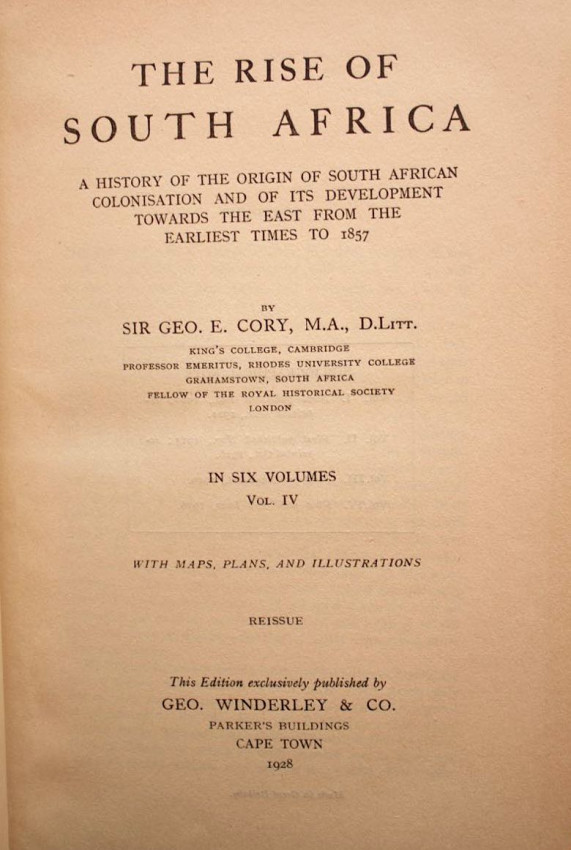 THE RISE OF
SOUTH AFRICA
A HISTORY OF THE ORIGIN OF SOUTH AFRICAN
COLONISATION AND OF ITS DEVELOPMENT
TOWARDS THE EAST FROM THE
EARLIEST TIMES TO 1857
BY
SIR GEO. E. CORY, M.A., D.LITT.
KING'S COLLEGE, CAMBRIDGE
PROFESSOR EMERITUS, RHODES UNIVERSITY COLLEGE
GRAHAMSTOWN, SOUTH AFRICA
FELLOW OF THE ROYAL HISTORICAL SOCIETY
LONDON
IN SIX VOLUMES
VOL. IV
WITH MAPS, PLANS, AND ILLUSTRATIONS
REISSUE
This Edition exclusively published by
GEO. WINDERLEY & CO.
PARKER'S BUILDINGS
CAPE TOWN
1928